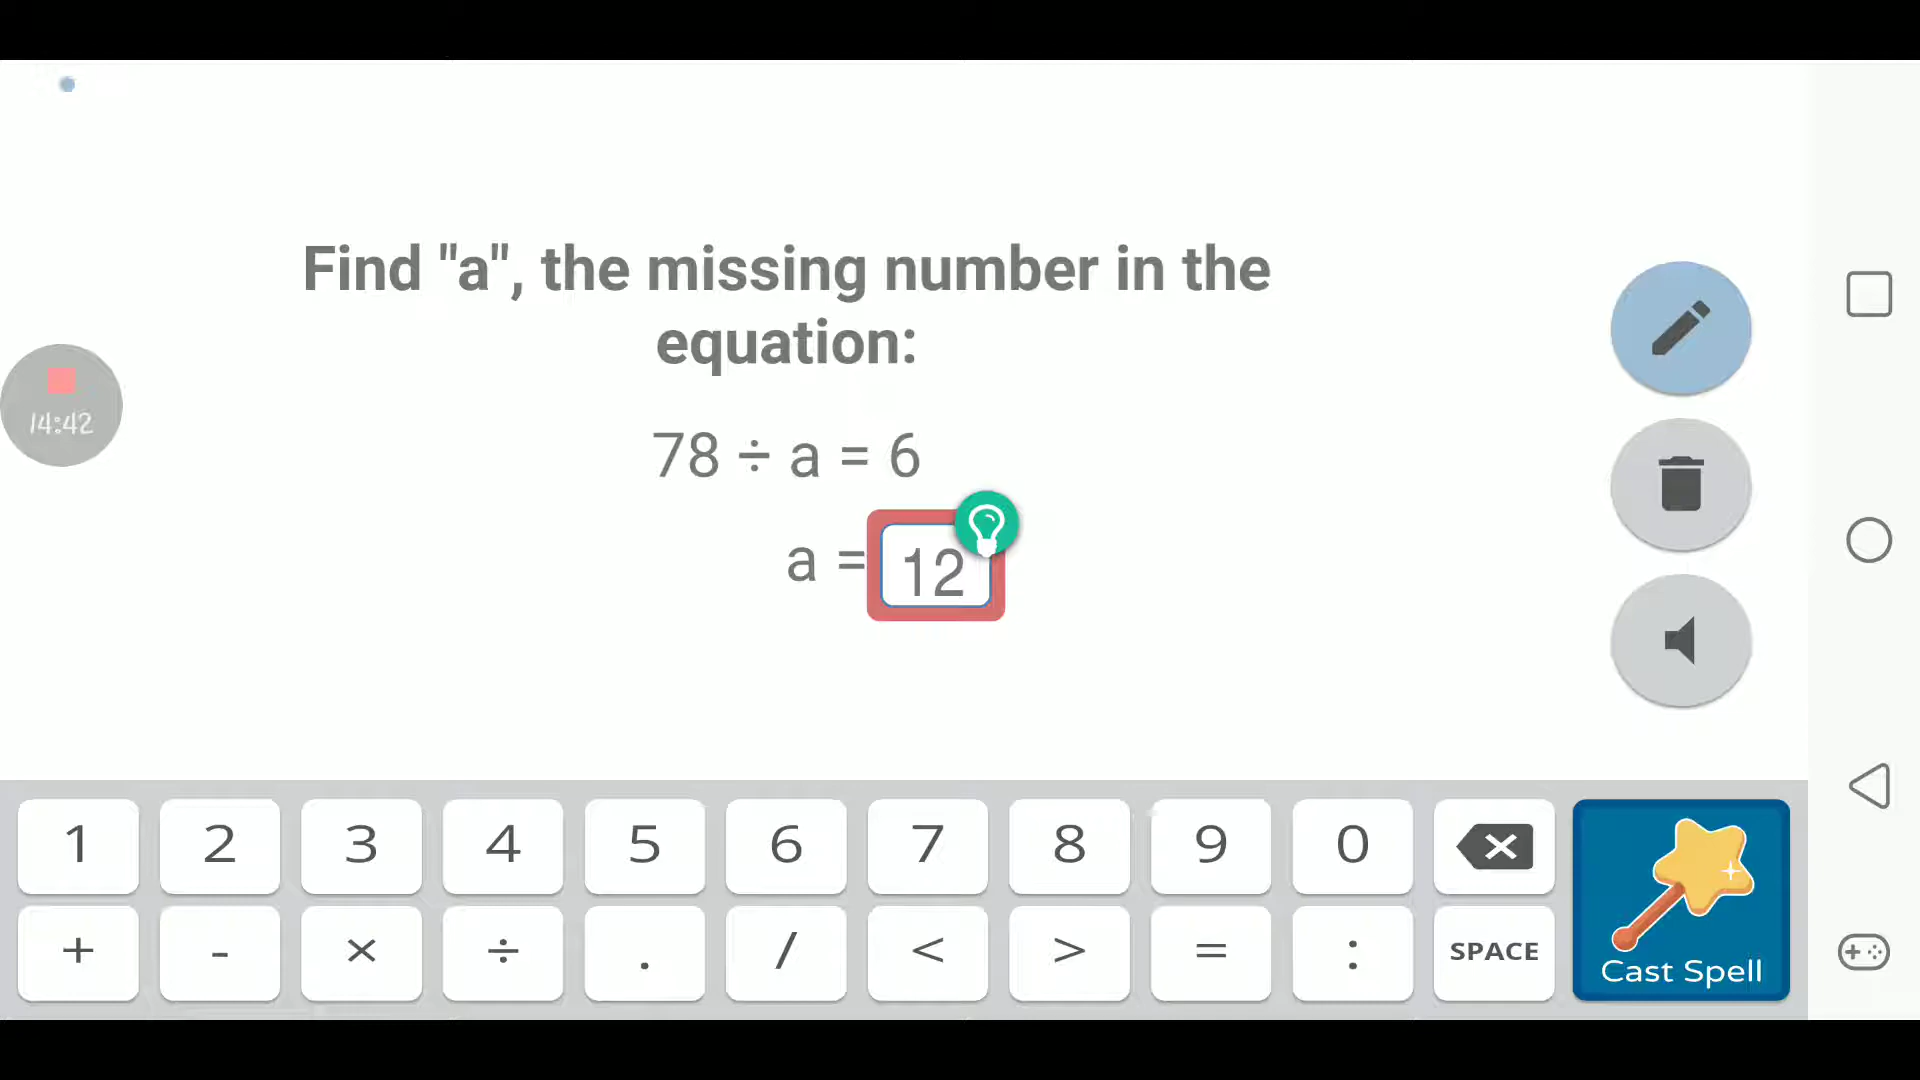 Find "a", the missing number in the
equation:
14:42
78 ÷ a = 6
a = 12
1 2 3 4 5 6 7 8 9 0
+ - × ÷ . / < > = : SPACE
Cast Spell